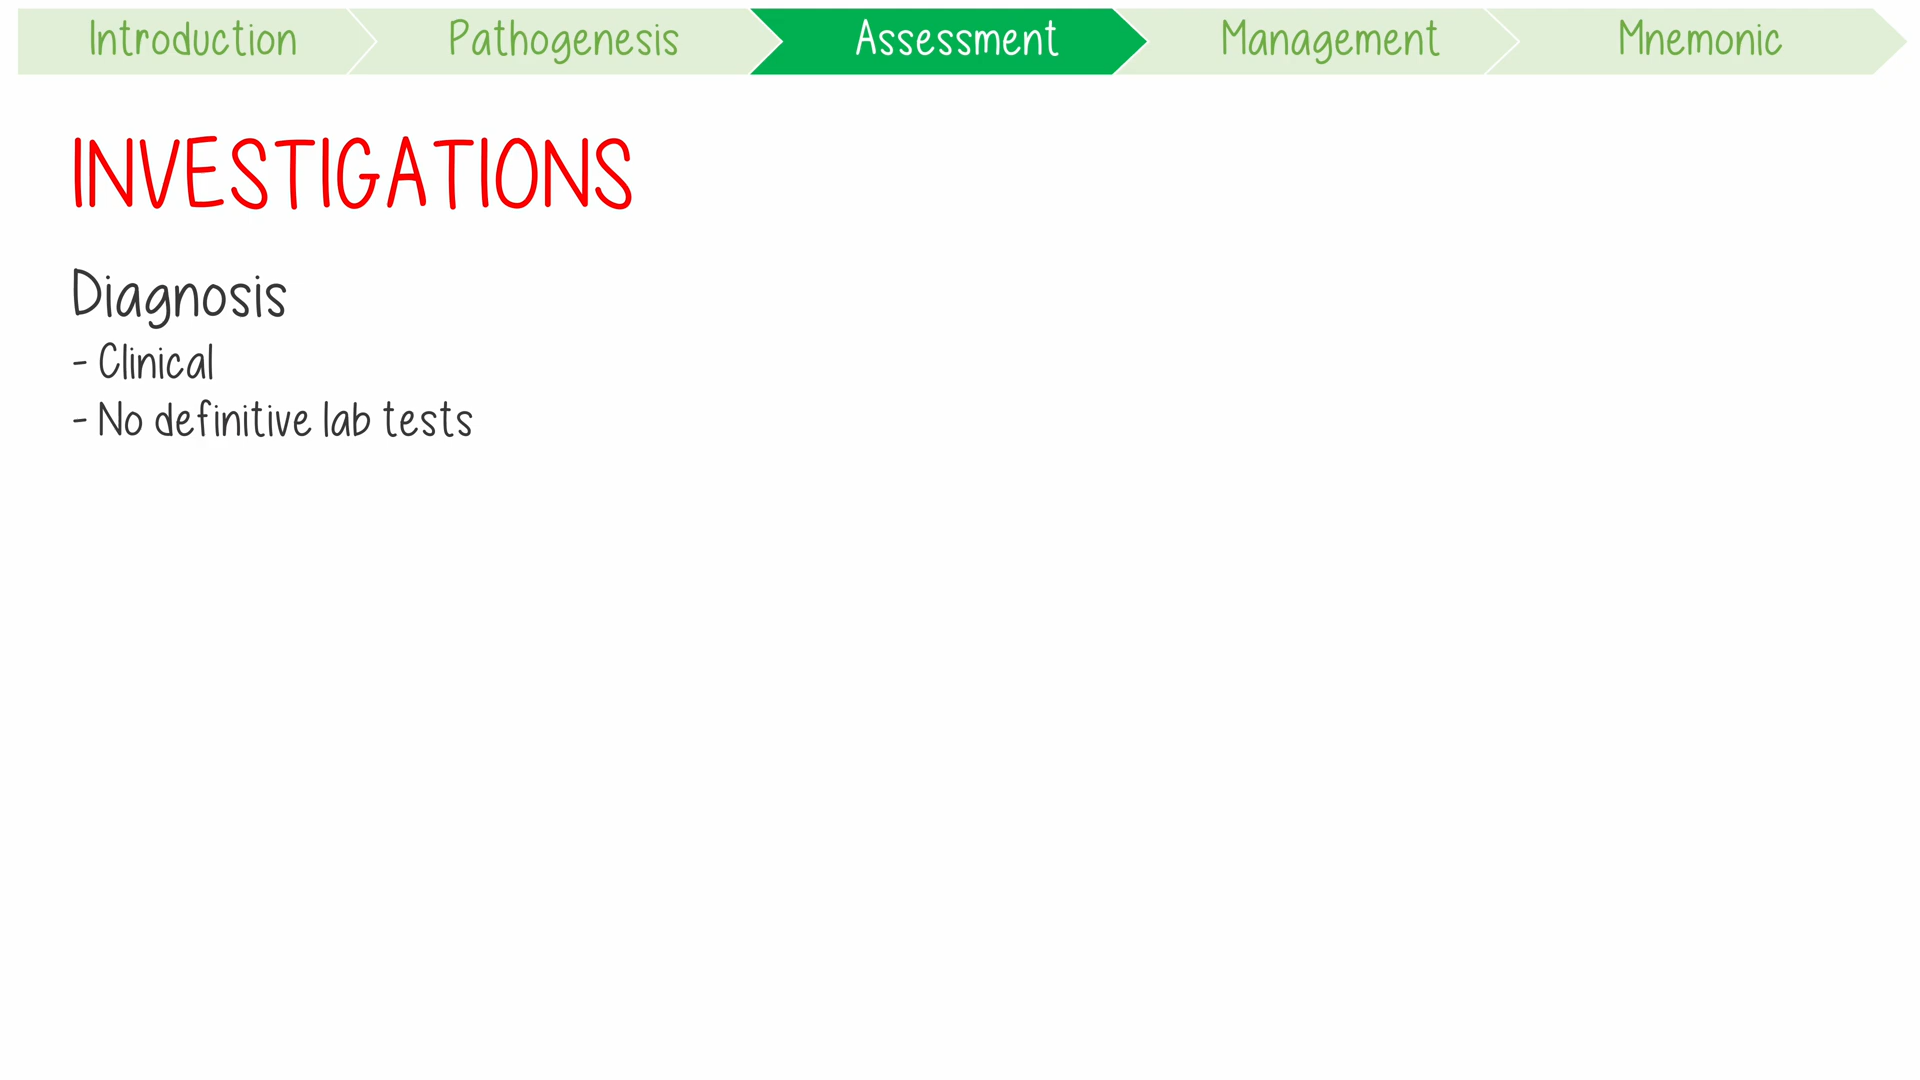 Introduction
Pathogenesis
Assessment
Management
Mnemonic
INVESTIGATIONS
Diagnosis
- Clinical
- No definitive lab tests